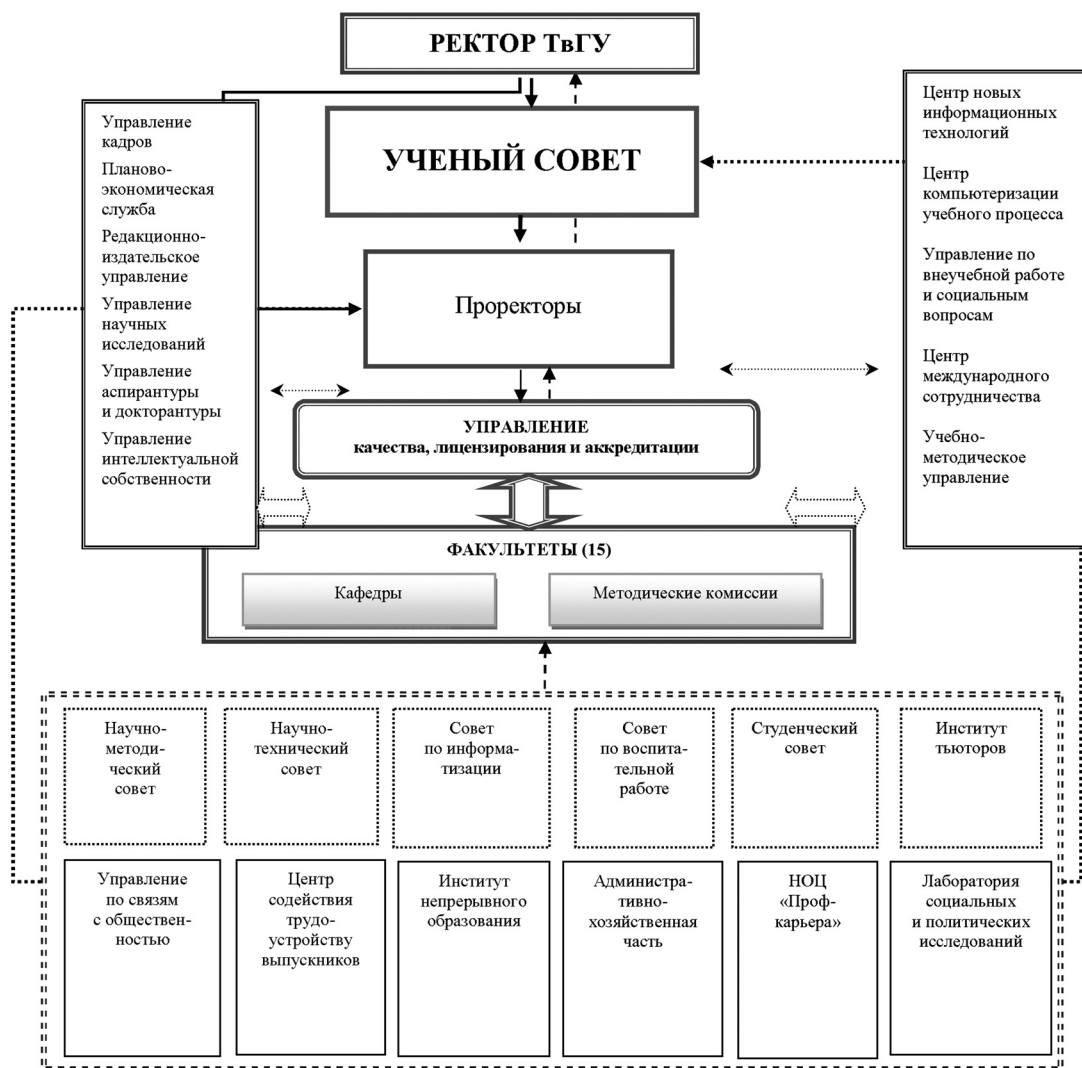 РЕКТОР ТвГУ
УЧЕНЫЙ СОВЕТ
Проректоры
УПРАВЛЕНИЕ
качества, лицензирования и аккредитации
ФАКУЛЬТЕТЫ (15)
Кафедры
Методические комиссии
Управление
кадров
Планово-
экономическая
служба
Редакционно-
издательское
управление
Управление
научных
исследований
Управление
аспирантуры
и докторантуры
Управление
интеллектуальной
собственности
Центр новых
информационных
технологий
Центр
компьютеризации
учебного процесса
Управление по
внеучебной работе
и социальным
вопросам
Центр
международного
сотрудничества
Учебно-
методическое
управление
Научно-
методи-
ческий
совет
Научно-
технический
совет
Совет
по информа-
тизации
Совет
по воспита-
тельной
работе
Студенческий
совет
Институт
тьюторов
Управление
по связям
с обществен-
ностью
Центр
содействия
трудо-
устройству
выпускников
Институт
непрерывного
образования
Администра-
тивно-
хозяйственная
часть
НОЦ
«Проф-
карьера»
Лаборатория
социальных
и политических
исследований